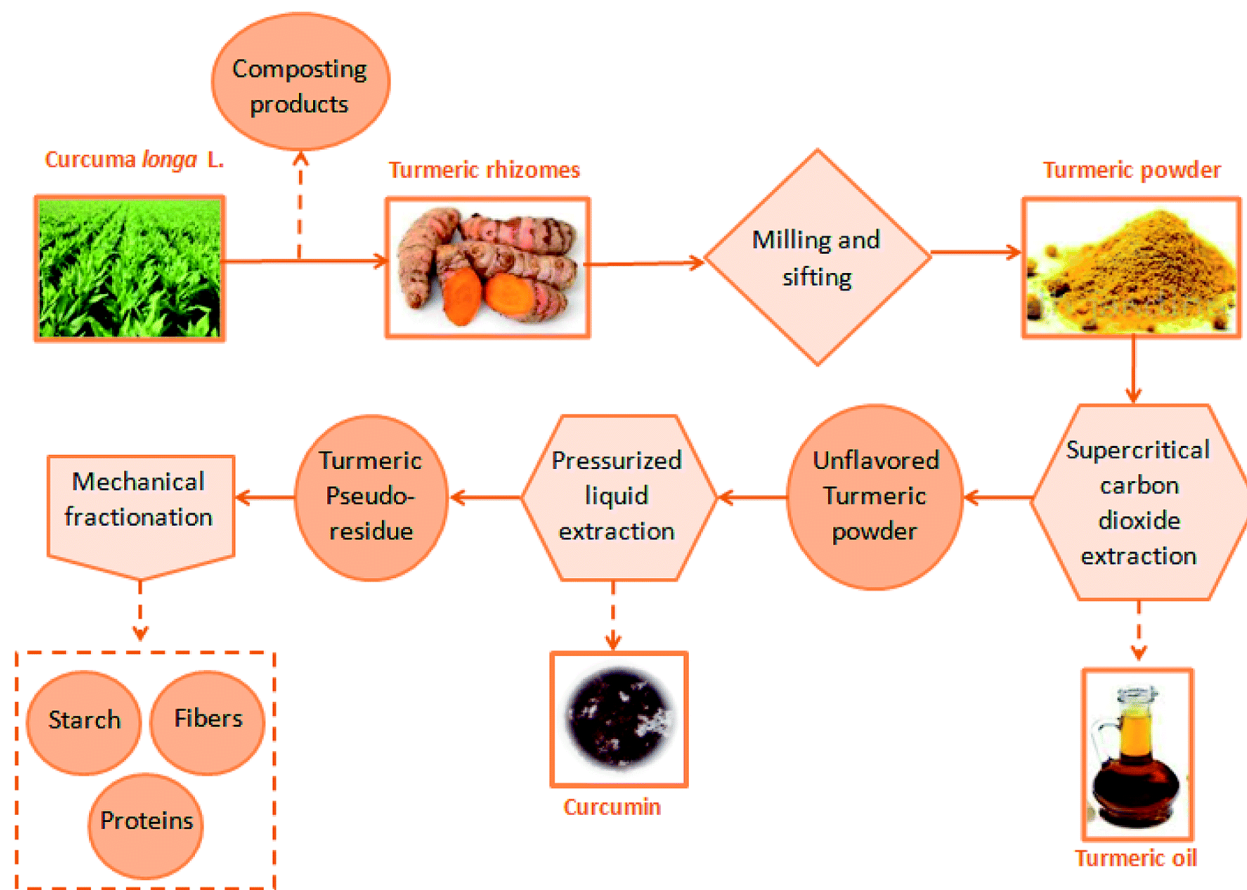 Composting
products
Curcuma longa L.
Turmeric rhizomes
Milling and
sifting
Turmeric powder
Mechanical
fractionation
Turmeric
Pseudo-
residue
Pressurized
liquid
extraction
Unflavored
Turmeric
powder
Supercritical
carbon
dioxide
extraction
Starch
Fibers
Proteins
Curcumin
Turmeric oil